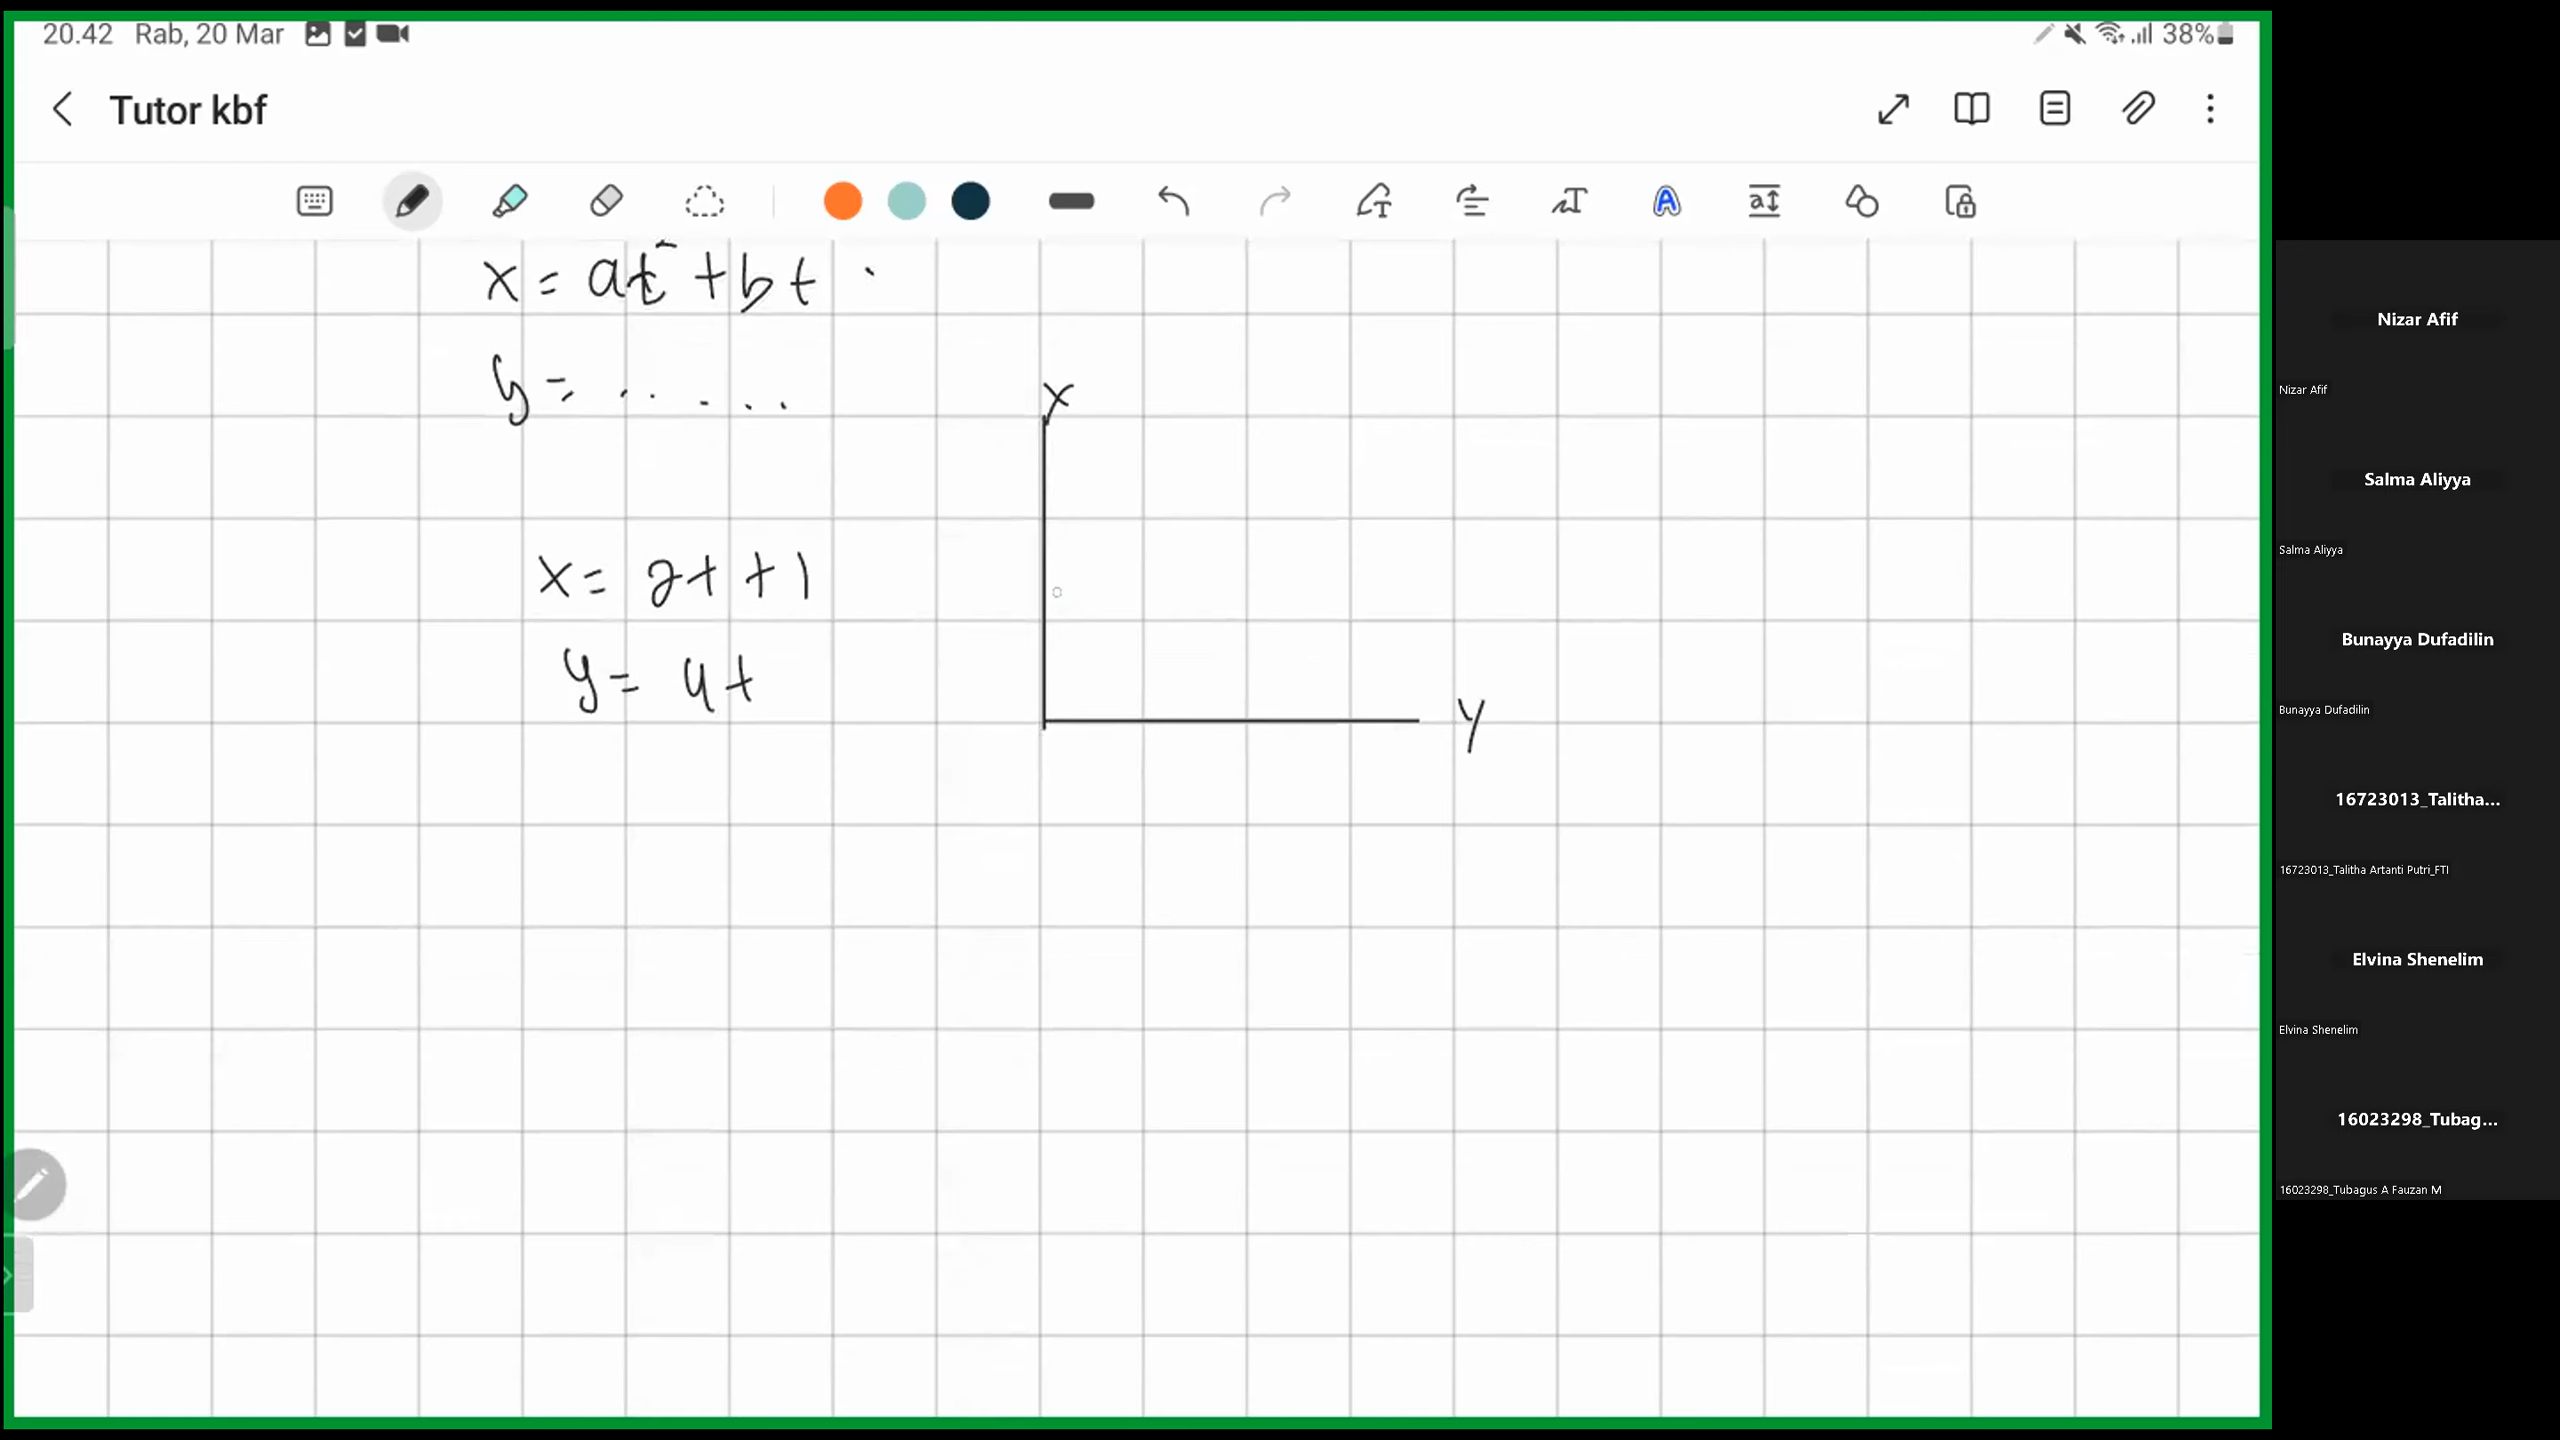 20.42 Rab, 20 Mar
38%
Tutor kbf
x = at² + bt .
y = .. . ..
x
x = 2t + 1
y = 4t
y
Nizar Afif
Nizar Afif
Salma Aliyya
Salma Aliyya
Bunayya Dufadilin
Bunayya Dufadilin
16723013_Talitha...
16723013_Talitha Artanti Putri_FTI
Elvina Shenelim
Elvina Shenelim
16023298_Tubag...
16023298_Tubagus A Fauzan M